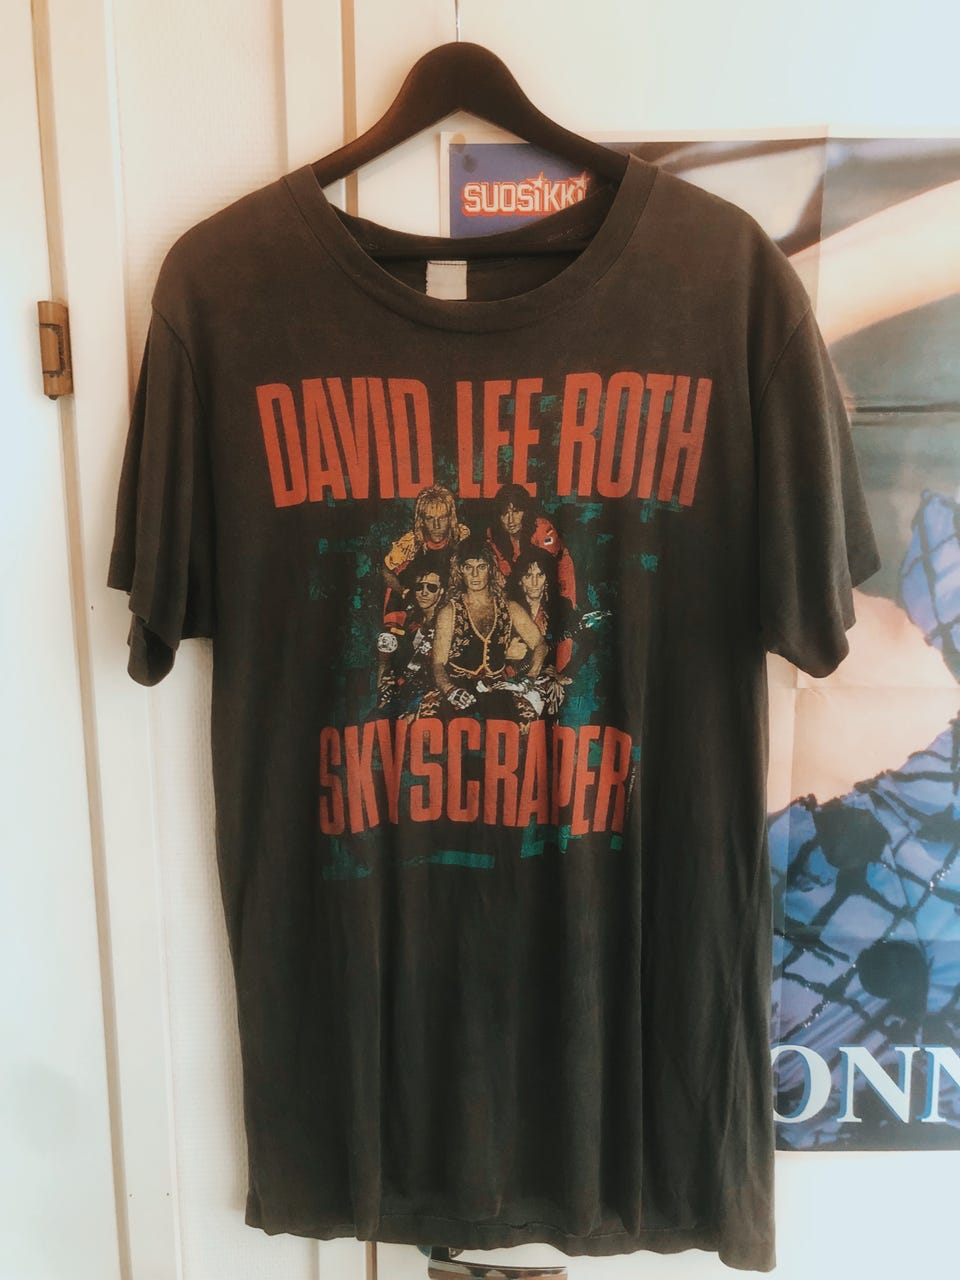 SUOSIKKI
DAVID LEE ROTH
SKYSCRAPER
ONN